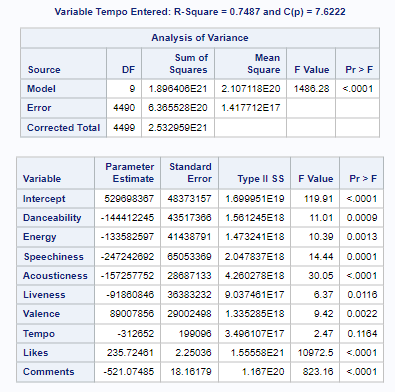 Variable Tempo Entered: R-Square = 0.7487 and C(p) = 7.6222
Analysis of Variance
Source DF Sum of Squares Mean Square F Value Pr > F
Model 9 1.896406E21 2.107118E20 1486.28 <.0001
Error 4490 6.365528E20 1.417712E17
Corrected Total 4499 2.532959E21
Variable Parameter Estimate Standard Error Type II SS F Value Pr > F
Intercept 529698367 48373157 1.699951E19 119.91 <.0001
Danceability -144412245 43517366 1.561245E18 11.01 0.0009
Energy -133582597 41438791 1.473241E18 10.39 0.0013
Speechiness -247242692 65053369 2.047837E18 14.44 0.0001
Acousticness -157257752 28687133 4.260278E18 30.05 <.0001
Liveness -91860846 36383232 9.037461E17 6.37 0.0116
Valence 89007856 29002498 1.335285E18 9.42 0.0022
Tempo -312652 199096 3.496107E17 2.47 0.1164
Likes 235.72461 2.25036 1.55558E21 10972.5 <.0001
Comments -521.07485 18.16179 1.167E20 823.16 <.0001